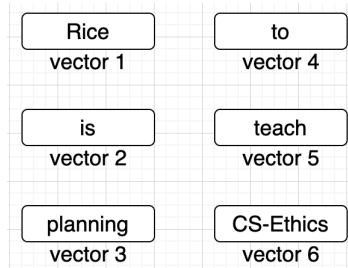 Rice
vector 1
is
vector 2
planning
vector 3
to
vector 4
teach
vector 5
CS-Ethics
vector 6